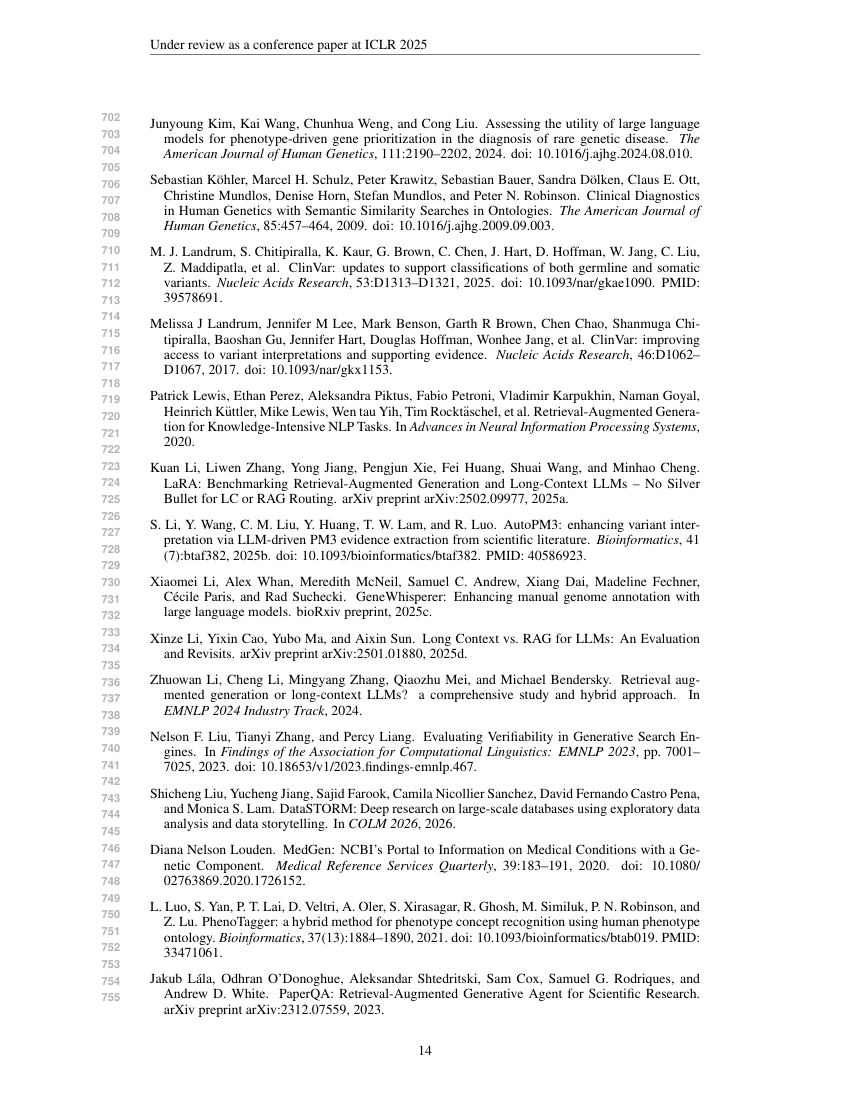 Under review as a conference paper at ICLR 2025
702
703
704
705
706
707
708
709
710
711
712
713
714
715
716
717
718
719
720
721
722
723
724
725
726
727
728
729
730
731
732
733
734
735
736
737
738
739
740
741
742
743
744
745
746
747
748
749
750
751
752
753
754
755
Junyoung Kim, Kai Wang, Chunhua Weng, and Cong Liu. Assessing the utility of large language
models for phenotype-driven gene prioritization in the diagnosis of rare genetic disease. The
American Journal of Human Genetics, 111:2190–2202, 2024. doi: 10.1016/j.ajhg.2024.08.010.
Sebastian Köhler, Marcel H. Schulz, Peter Krawitz, Sebastian Bauer, Sandra Dölken, Claus E. Ott,
Christine Mundlos, Denise Horn, Stefan Mundlos, and Peter N. Robinson. Clinical Diagnostics
in Human Genetics with Semantic Similarity Searches in Ontologies. The American Journal of
Human Genetics, 85:457–464, 2009. doi: 10.1016/j.ajhg.2009.09.003.
M. J. Landrum, S. Chitipiralla, K. Kaur, G. Brown, C. Chen, J. Hart, D. Hoffman, W. Jang, C. Liu,
Z. Maddipatla, et al. ClinVar: updates to support classifications of both germline and somatic
variants. Nucleic Acids Research, 53:D1313–D1321, 2025. doi: 10.1093/nar/gkae1090. PMID:
39578691.
Melissa J Landrum, Jennifer M Lee, Mark Benson, Garth R Brown, Chen Chao, Shanmuga Chi-
tipiralla, Baoshan Gu, Jennifer Hart, Douglas Hoffman, Wonhee Jang, et al. ClinVar: improving
access to variant interpretations and supporting evidence. Nucleic Acids Research, 46:D1062–
D1067, 2017. doi: 10.1093/nar/gkx1153.
Patrick Lewis, Ethan Perez, Aleksandra Piktus, Fabio Petroni, Vladimir Karpukhin, Naman Goyal,
Heinrich Küttler, Mike Lewis, Wen tau Yih, Tim Rocktäschel, et al. Retrieval-Augmented Genera-
tion for Knowledge-Intensive NLP Tasks. In Advances in Neural Information Processing Systems,
2020.
Kuan Li, Liwen Zhang, Yong Jiang, Pengjun Xie, Fei Huang, Shuai Wang, and Minhao Cheng.
LaRA: Benchmarking Retrieval-Augmented Generation and Long-Context LLMs – No Silver
Bullet for LC or RAG Routing. arXiv preprint arXiv:2502.09977, 2025a.
S. Li, Y. Wang, C. M. Liu, Y. Huang, T. W. Lam, and R. Luo. AutoPM3: enhancing variant inter-
pretation via LLM-driven PM3 evidence extraction from scientific literature. Bioinformatics, 41
(7):btaf382, 2025b. doi: 10.1093/bioinformatics/btaf382. PMID: 40586923.
Xiaomei Li, Alex Whan, Meredith McNeil, Samuel C. Andrew, Xiang Dai, Madeline Fechner,
Cécile Paris, and Rad Suchecki. GeneWhisperer: Enhancing manual genome annotation with
large language models. bioRxiv preprint, 2025c.
Xinze Li, Yixin Cao, Yubo Ma, and Aixin Sun. Long Context vs. RAG for LLMs: An Evaluation
and Revisits. arXiv preprint arXiv:2501.01880, 2025d.
Zhuowan Li, Cheng Li, Mingyang Zhang, Qiaozhu Mei, and Michael Bendersky. Retrieval aug-
mented generation or long-context LLMs? a comprehensive study and hybrid approach. In
EMNLP 2024 Industry Track, 2024.
Nelson F. Liu, Tianyi Zhang, and Percy Liang. Evaluating Verifiability in Generative Search En-
gines. In Findings of the Association for Computational Linguistics: EMNLP 2023, pp. 7001–
7025, 2023. doi: 10.18653/v1/2023.findings-emnlp.467.
Shicheng Liu, Yucheng Jiang, Sajid Farook, Camila Nicollier Sanchez, David Fernando Castro Pena,
and Monica S. Lam. DataSTORM: Deep research on large-scale databases using exploratory data
analysis and data storytelling. In COLM 2026, 2026.
Diana Nelson Louden. MedGen: NCBI's Portal to Information on Medical Conditions with a Ge-
netic Component. Medical Reference Services Quarterly, 39:183–191, 2020. doi: 10.1080/
02763869.2020.1726152.
L. Luo, S. Yan, P. T. Lai, D. Veltri, A. Oler, S. Xirasagar, R. Ghosh, M. Similuk, P. N. Robinson, and
Z. Lu. PhenoTagger: a hybrid method for phenotype concept recognition using human phenotype
ontology. Bioinformatics, 37(13):1884–1890, 2021. doi: 10.1093/bioinformatics/btab019. PMID:
33471061.
Jakub Lála, Odhran O'Donoghue, Aleksandar Shtedritski, Sam Cox, Samuel G. Rodriques, and
Andrew D. White. PaperQA: Retrieval-Augmented Generative Agent for Scientific Research.
arXiv preprint arXiv:2312.07559, 2023.
14